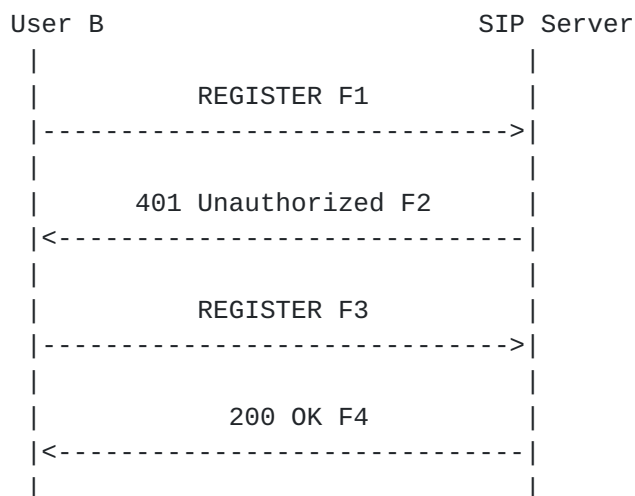 User B SIP Server
REGISTER F1
401 Unauthorized F2
REGISTER F3
200 OK F4